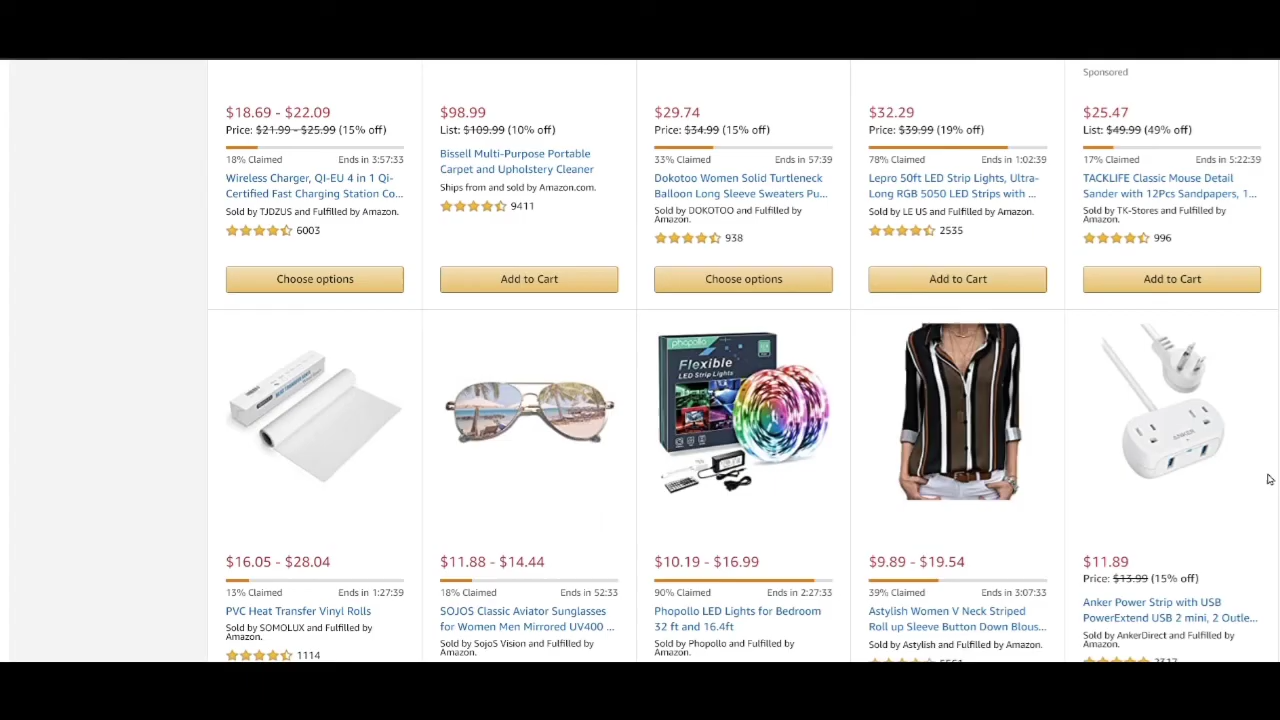 Sponsored
$18.69 - $22.09
Price: $21.99 - $25.99 (15% off)
18% Claimed Ends in 3:57:33
Wireless Charger, QI-EU 4 in 1 Qi-
Certified Fast Charging Station Co...
Sold by TJDZUS and Fulfilled by Amazon.
6003
Choose options
$98.99
List: $109.99 (10% off)
Bissell Multi-Purpose Portable
Carpet and Upholstery Cleaner
Ships from and sold by Amazon.com.
9411
Add to Cart
$29.74
Price: $34.99 (15% off)
33% Claimed Ends in 57:39
Dokotoo Women Solid Turtleneck
Balloon Long Sleeve Sweaters Pu...
Sold by DOKOTOO and Fulfilled by
Amazon.
938
Choose options
$32.29
Price: $39.99 (19% off)
78% Claimed Ends in 1:02:39
Lepro 50ft LED Strip Lights, Ultra-
Long RGB 5050 LED Strips with ...
Sold by LE US and Fulfilled by Amazon.
2535
Add to Cart
$25.47
List: $49.99 (49% off)
17% Claimed Ends in 5:22:39
TACKLIFE Classic Mouse Detail
Sander with 12Pcs Sandpapers, 1...
Sold by TK-Stores and Fulfilled by
Amazon.
996
Add to Cart
$16.05 - $28.04
13% Claimed Ends in 1:27:39
PVC Heat Transfer Vinyl Rolls
Sold by SOMOLUX and Fulfilled by
Amazon.
1114
$11.88 - $14.44
18% Claimed Ends in 52:33
SOJOS Classic Aviator Sunglasses
for Women Men Mirrored UV400 ...
Sold by SojoS Vision and Fulfilled by
Amazon.
phopollo
Flexible
LED Strip Lights
$10.19 - $16.99
90% Claimed Ends in 2:27:33
Phopollo LED Lights for Bedroom
32 ft and 16.4ft
Sold by Phopollo and Fulfilled by
Amazon.
$9.89 - $19.54
39% Claimed Ends in 3:07:33
Astylish Women V Neck Striped
Roll up Sleeve Button Down Blous...
Sold by Astylish and Fulfilled by Amazon.
ANKER
$11.89
Price: $13.99 (15% off)
Anker Power Strip with USB
PowerExtend USB 2 mini, 2 Outle...
Sold by AnkerDirect and Fulfilled by
Amazon.